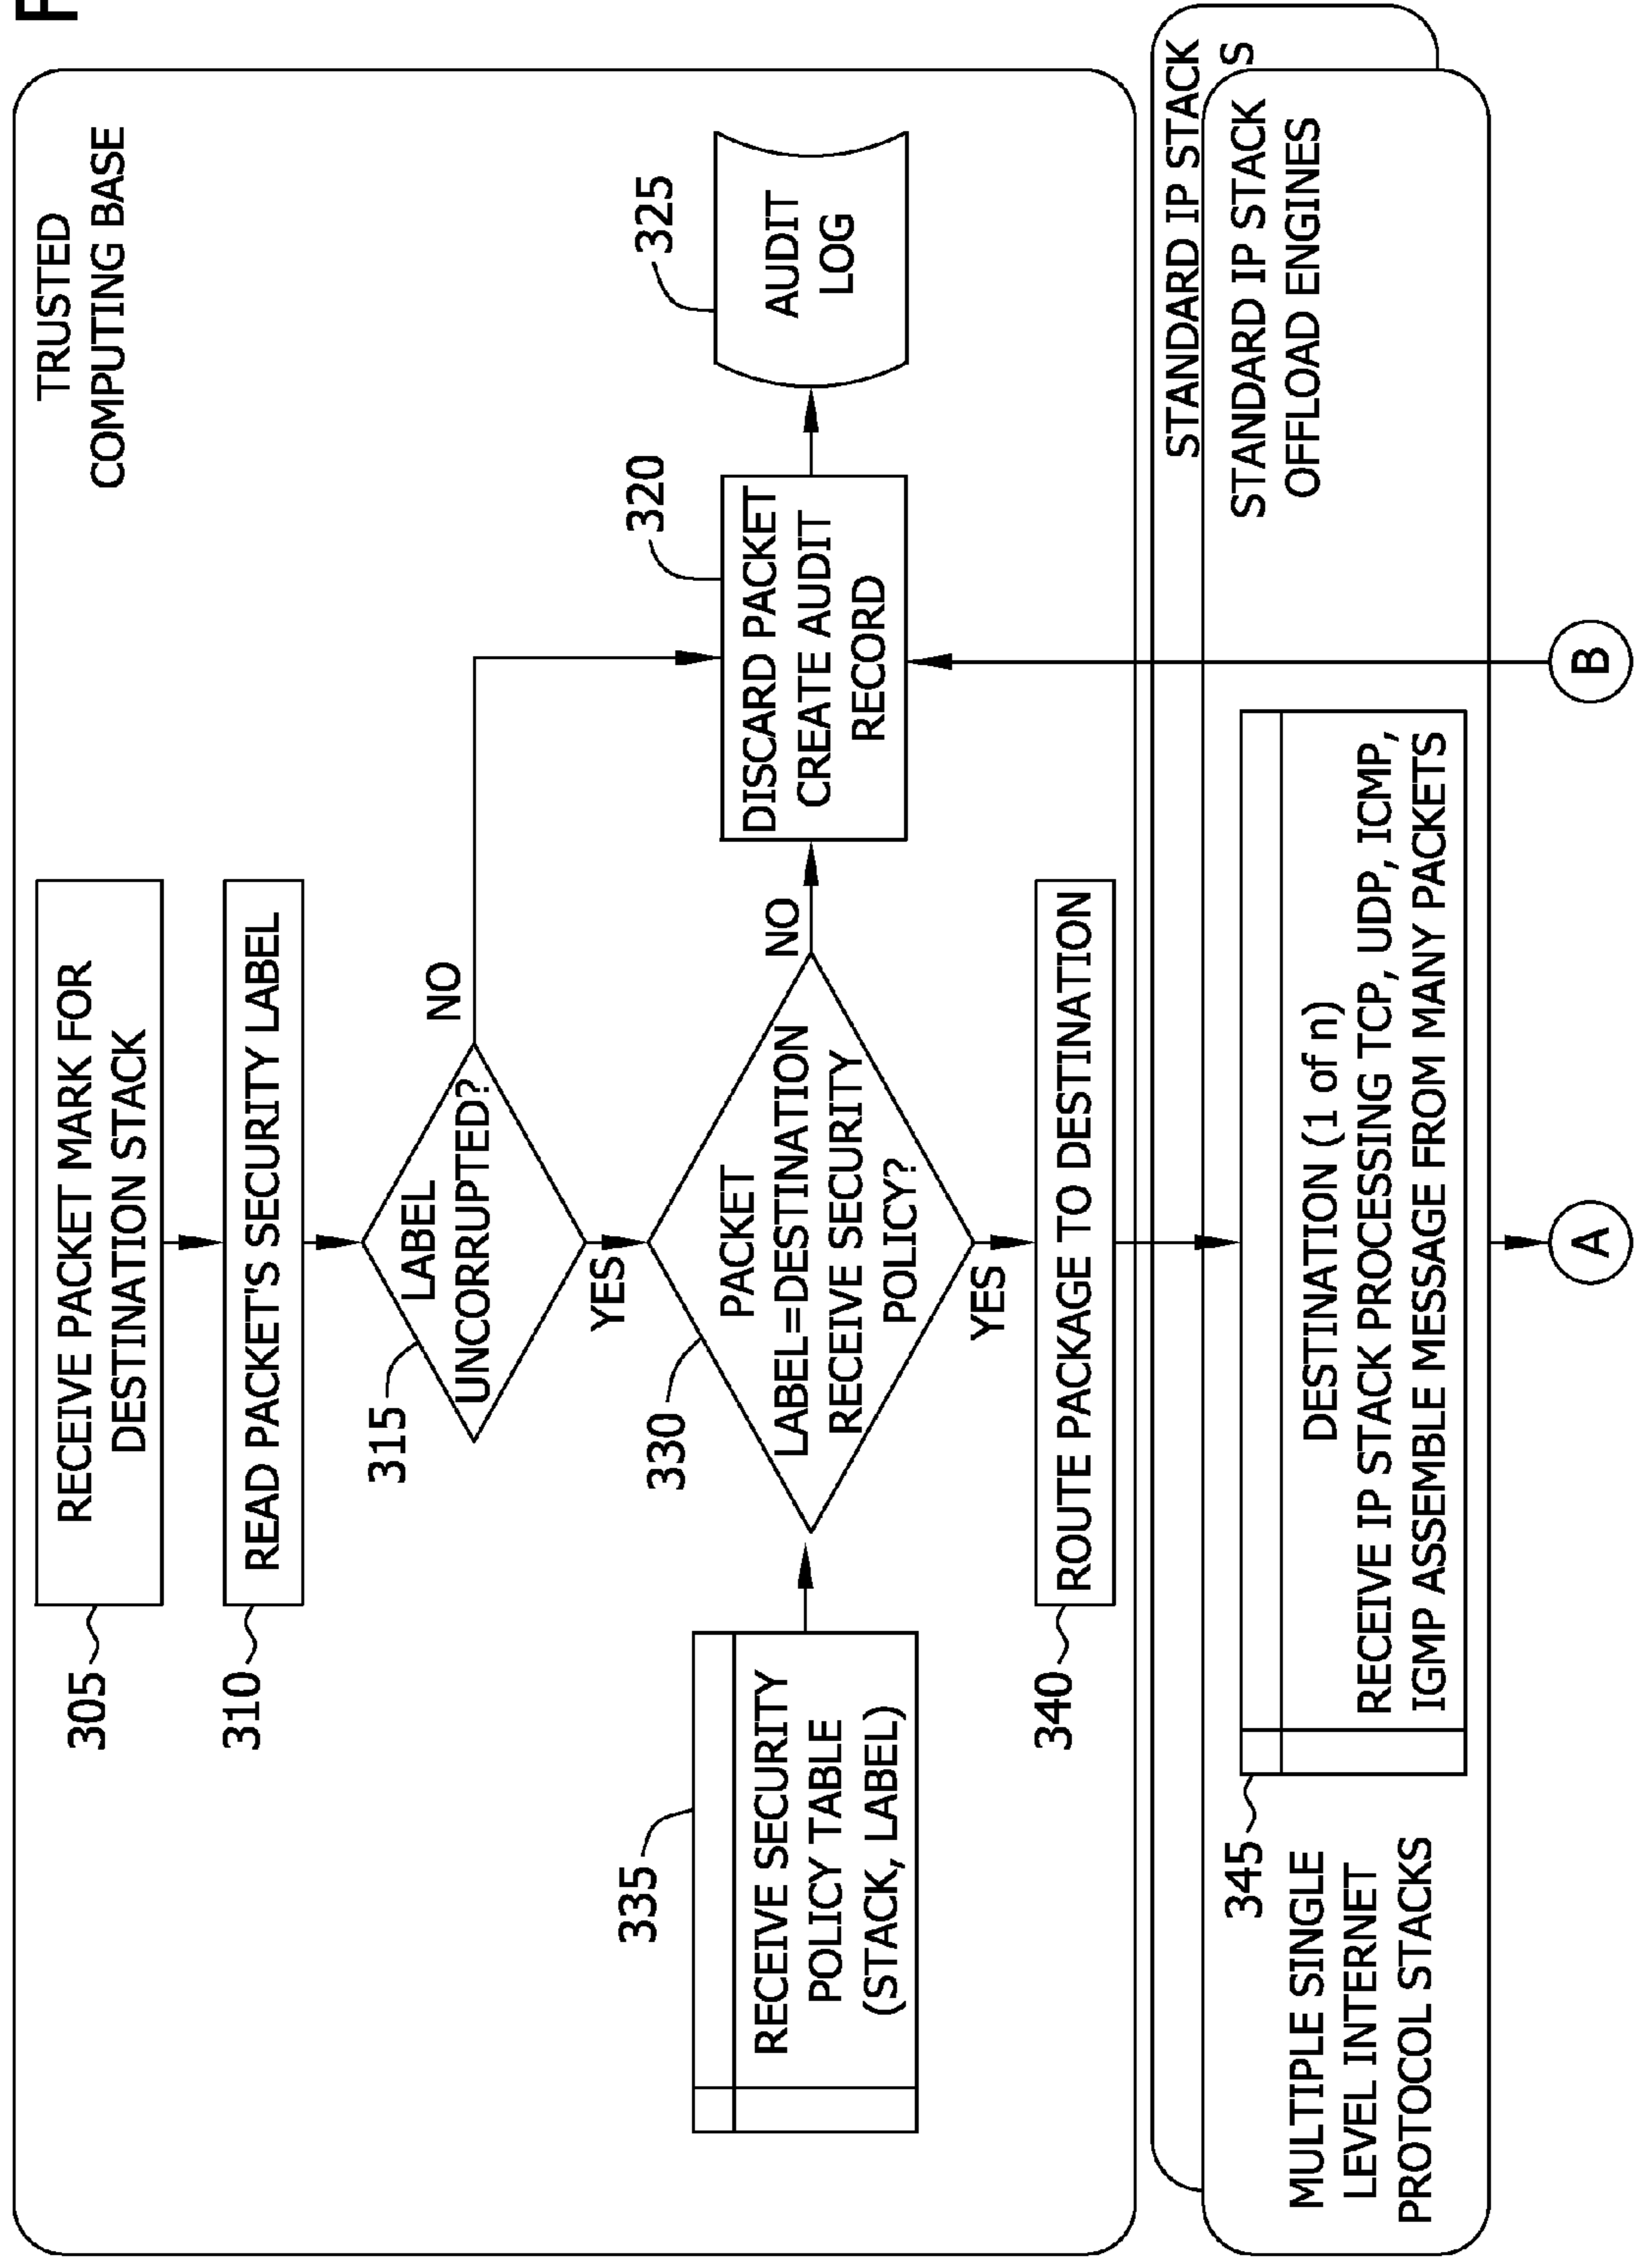 F
TRUSTED
COMPUTING BASE
305
RECEIVE PACKET MARK FOR
DESTINATION STACK
310
READ PACKET'S SECURITY LABEL
315
LABEL
UNCORRUPTED?
NO
YES
320
DISCARD PACKET
CREATE AUDIT
RECORD
325
AUDIT
LOG
335
RECEIVE SECURITY
POLICY TABLE
(STACK, LABEL)
330
PACKET
LABEL=DESTINATION
RECEIVE SECURITY
POLICY?
NO
YES
340
ROUTE PACKAGE TO DESTINATION
STANDARD IP STACK
S
STANDARD IP STACK
OFFLOAD ENGINES
345
DESTINATION (1 of n)
RECEIVE IP STACK PROCESSING TCP, UDP, ICMP,
IGMP ASSEMBLE MESSAGE FROM MANY PACKETS
MULTIPLE SINGLE
LEVEL INTERNET
PROTOCOL STACKS
A
B